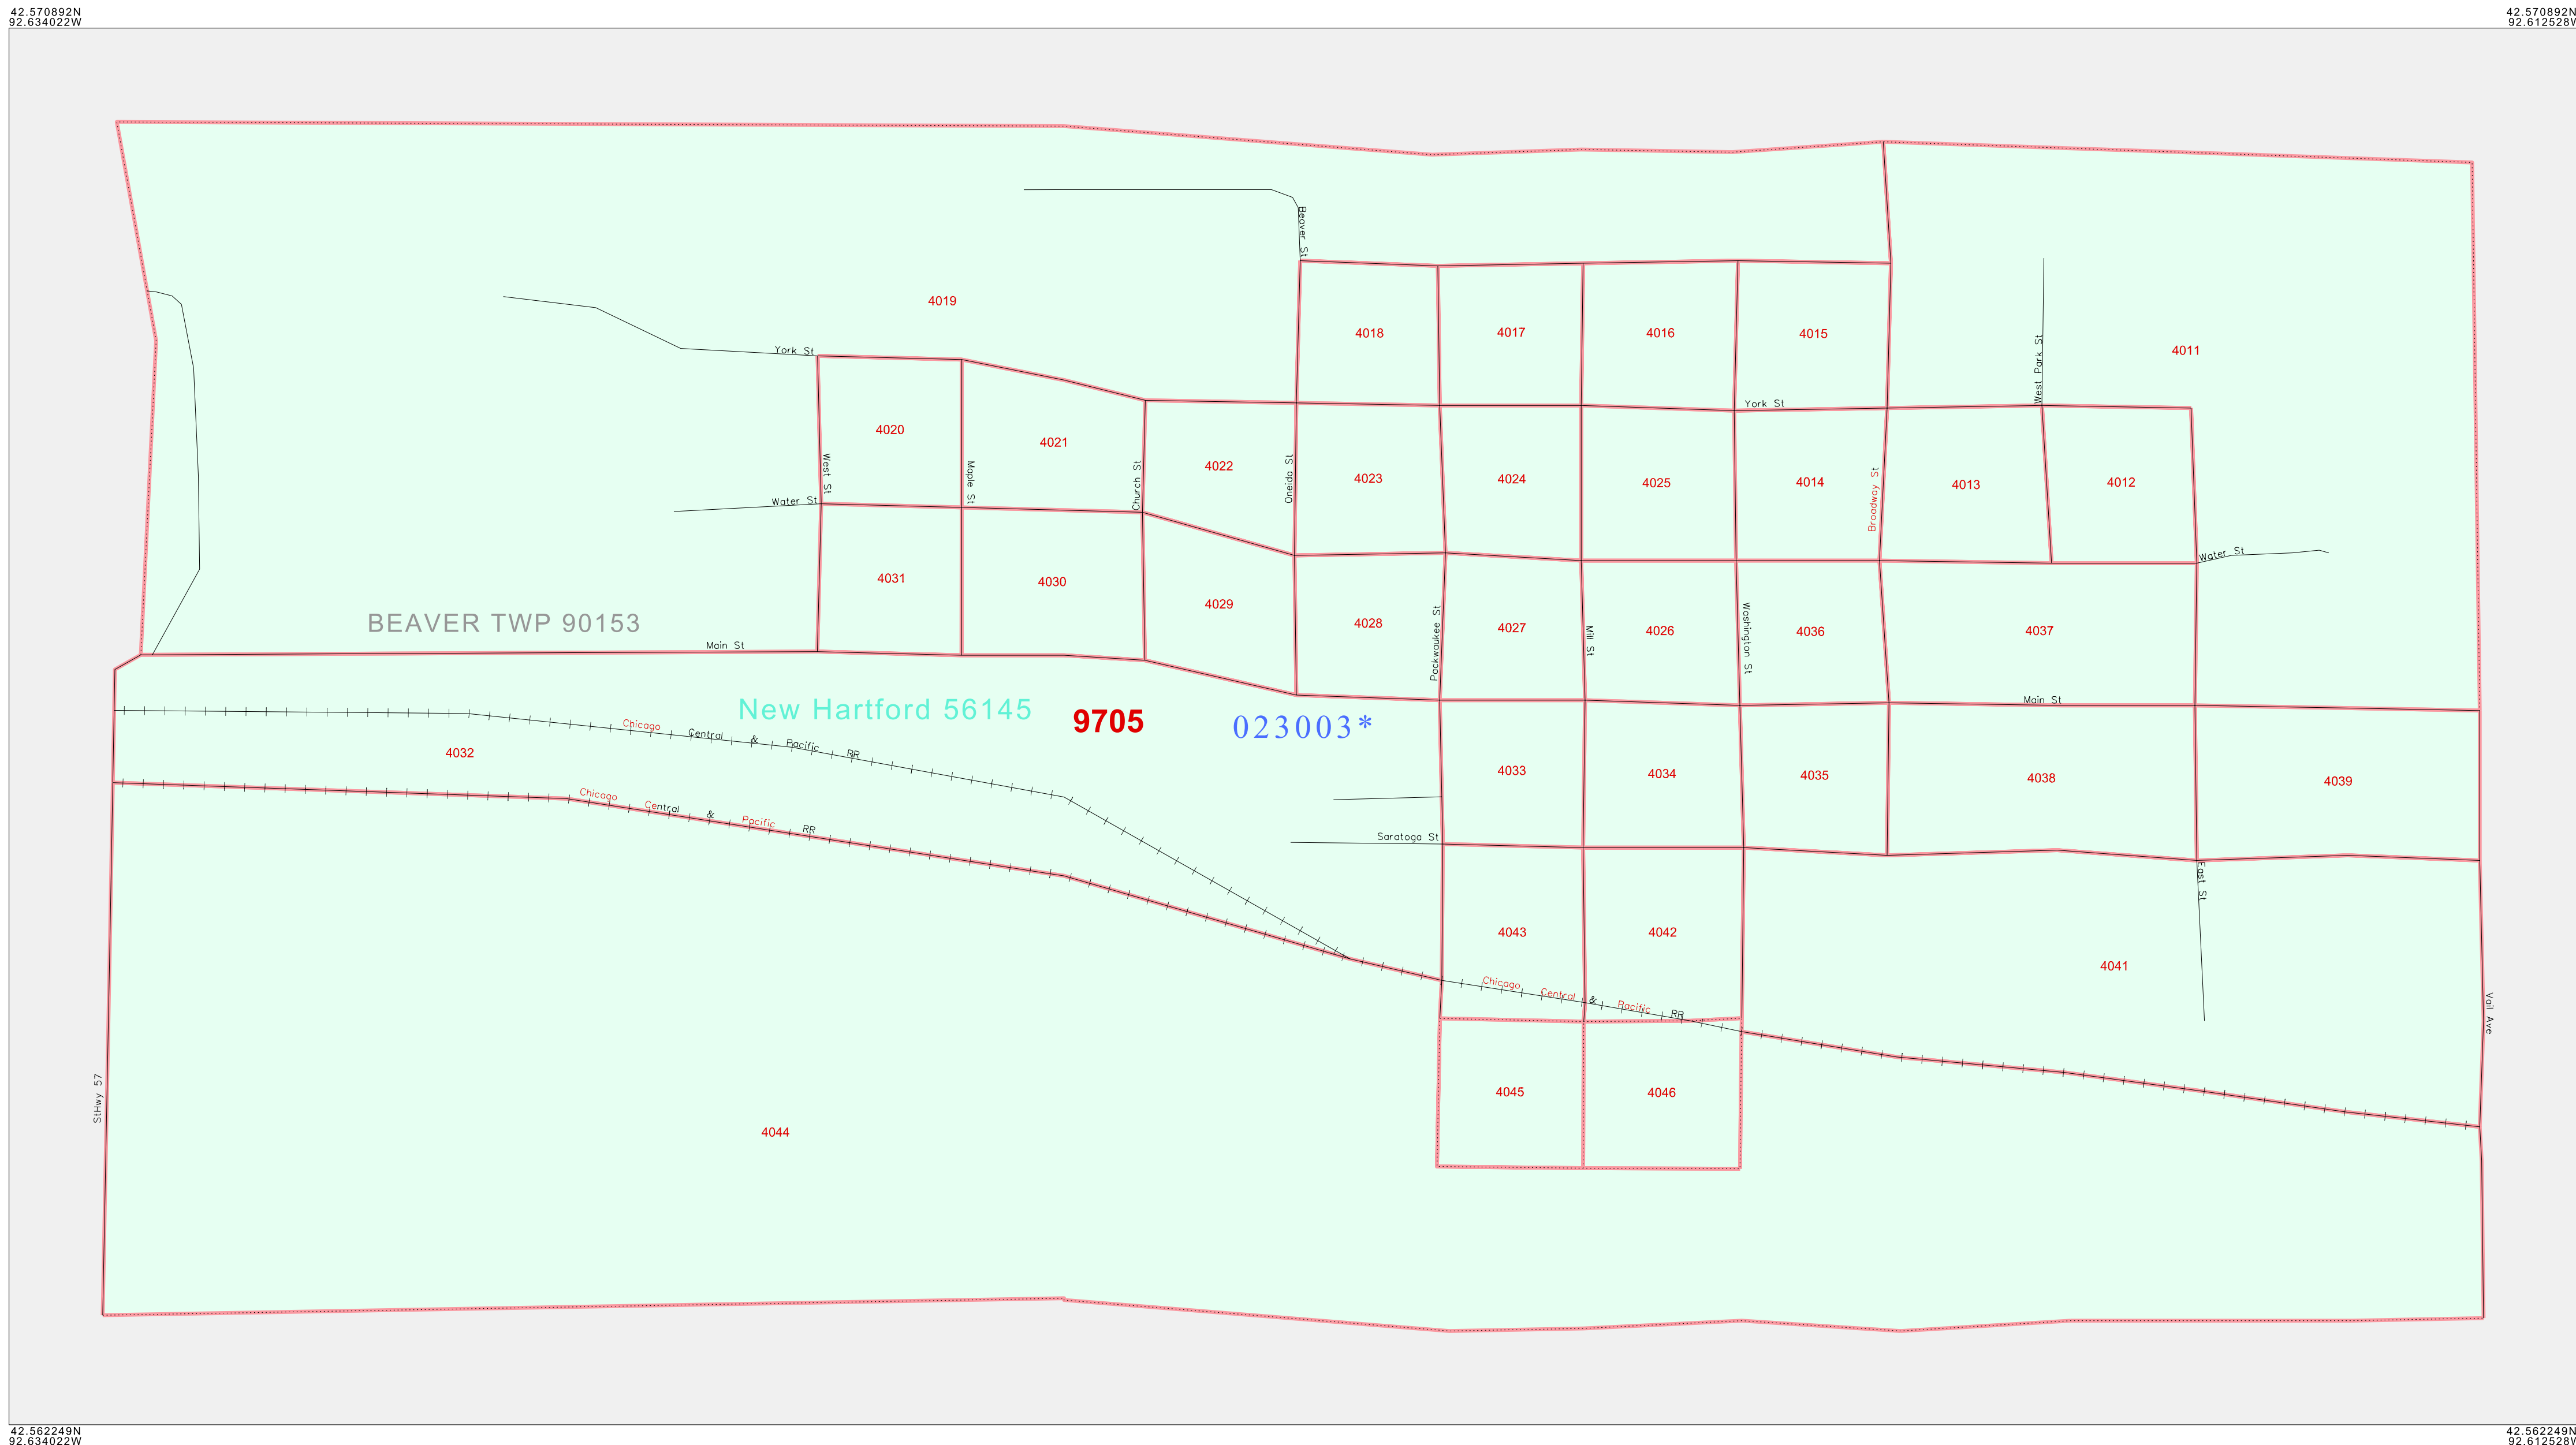 42.570892N
92.634022W
42.570892N
92.612528W
Beaver St
4019
4018
4017
4016
4015
4011
York St
West Park St
York St
4020
4021
4022
4023
4024
4025
4014
4013
4012
West St
Maple St
Church St
Oneida St
Broadway St
Water St
Water St
4031
4030
4029
4028
4027
4026
4036
4037
Packwaukee St
Mill St
Washington St
BEAVER TWP 90153
Main St
Main St
New Hartford 56145
9705
023003*
Chicago Central & Pacific RR
4032
4033
4034
4035
4038
4039
Chicago Central & Pacific RR
Saratoga St
East St
4043
4042
4041
Chicago Central & Pacific RR
Vail Ave
StHwy 57
4045
4046
4044
42.562249N
92.634022W
42.562249N
92.612528W